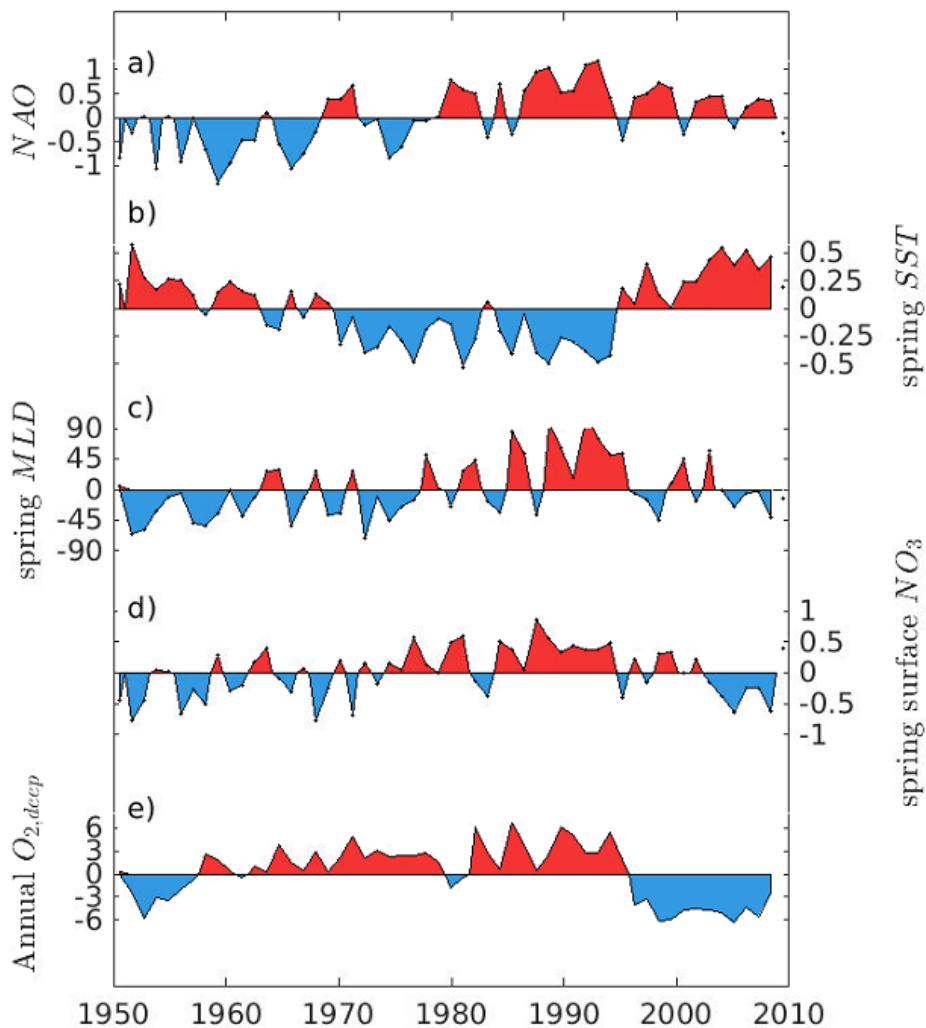 a)
NAO
1
0.5
0
-0.5
-1
b)
0.5
0.25
0
-0.25
-0.5
spring SST
c)
spring MLD
90
45
0
-45
-90
d)
1
0.5
0
-0.5
-1
spring surface NO₃
e)
Annual O₂,deep
6
3
0
-3
-6
1950 1960 1970 1980 1990 2000 2010